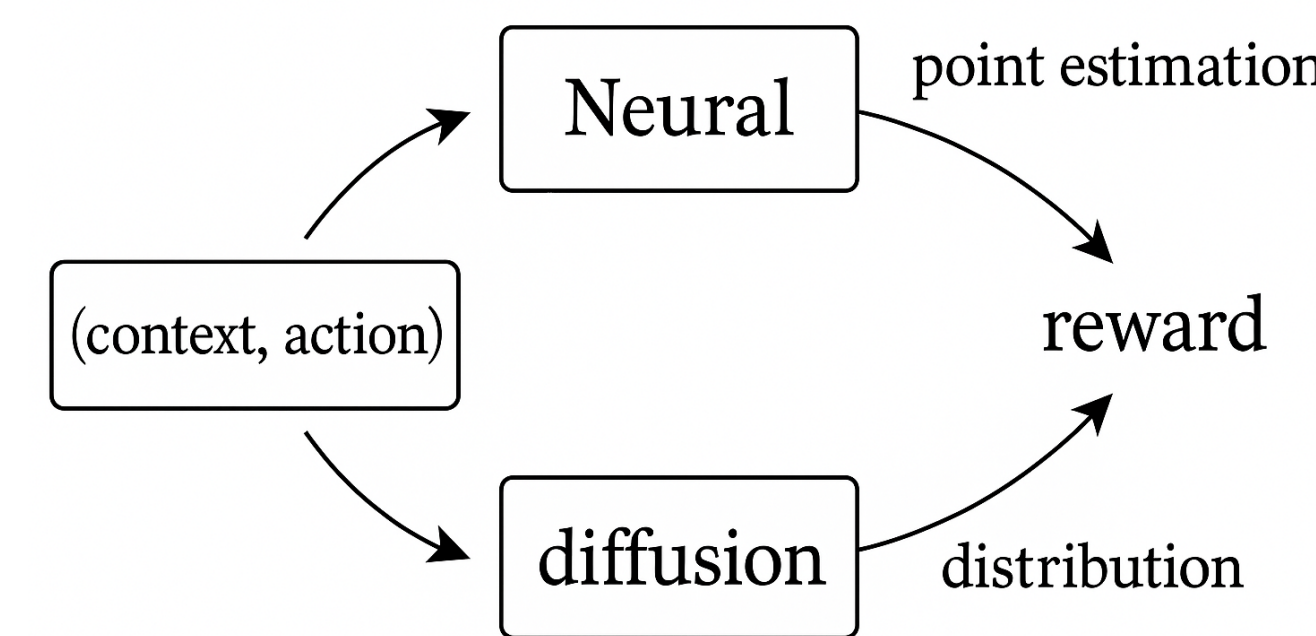 Neural
point estimation
(context, action)
reward
diffusion
distribution